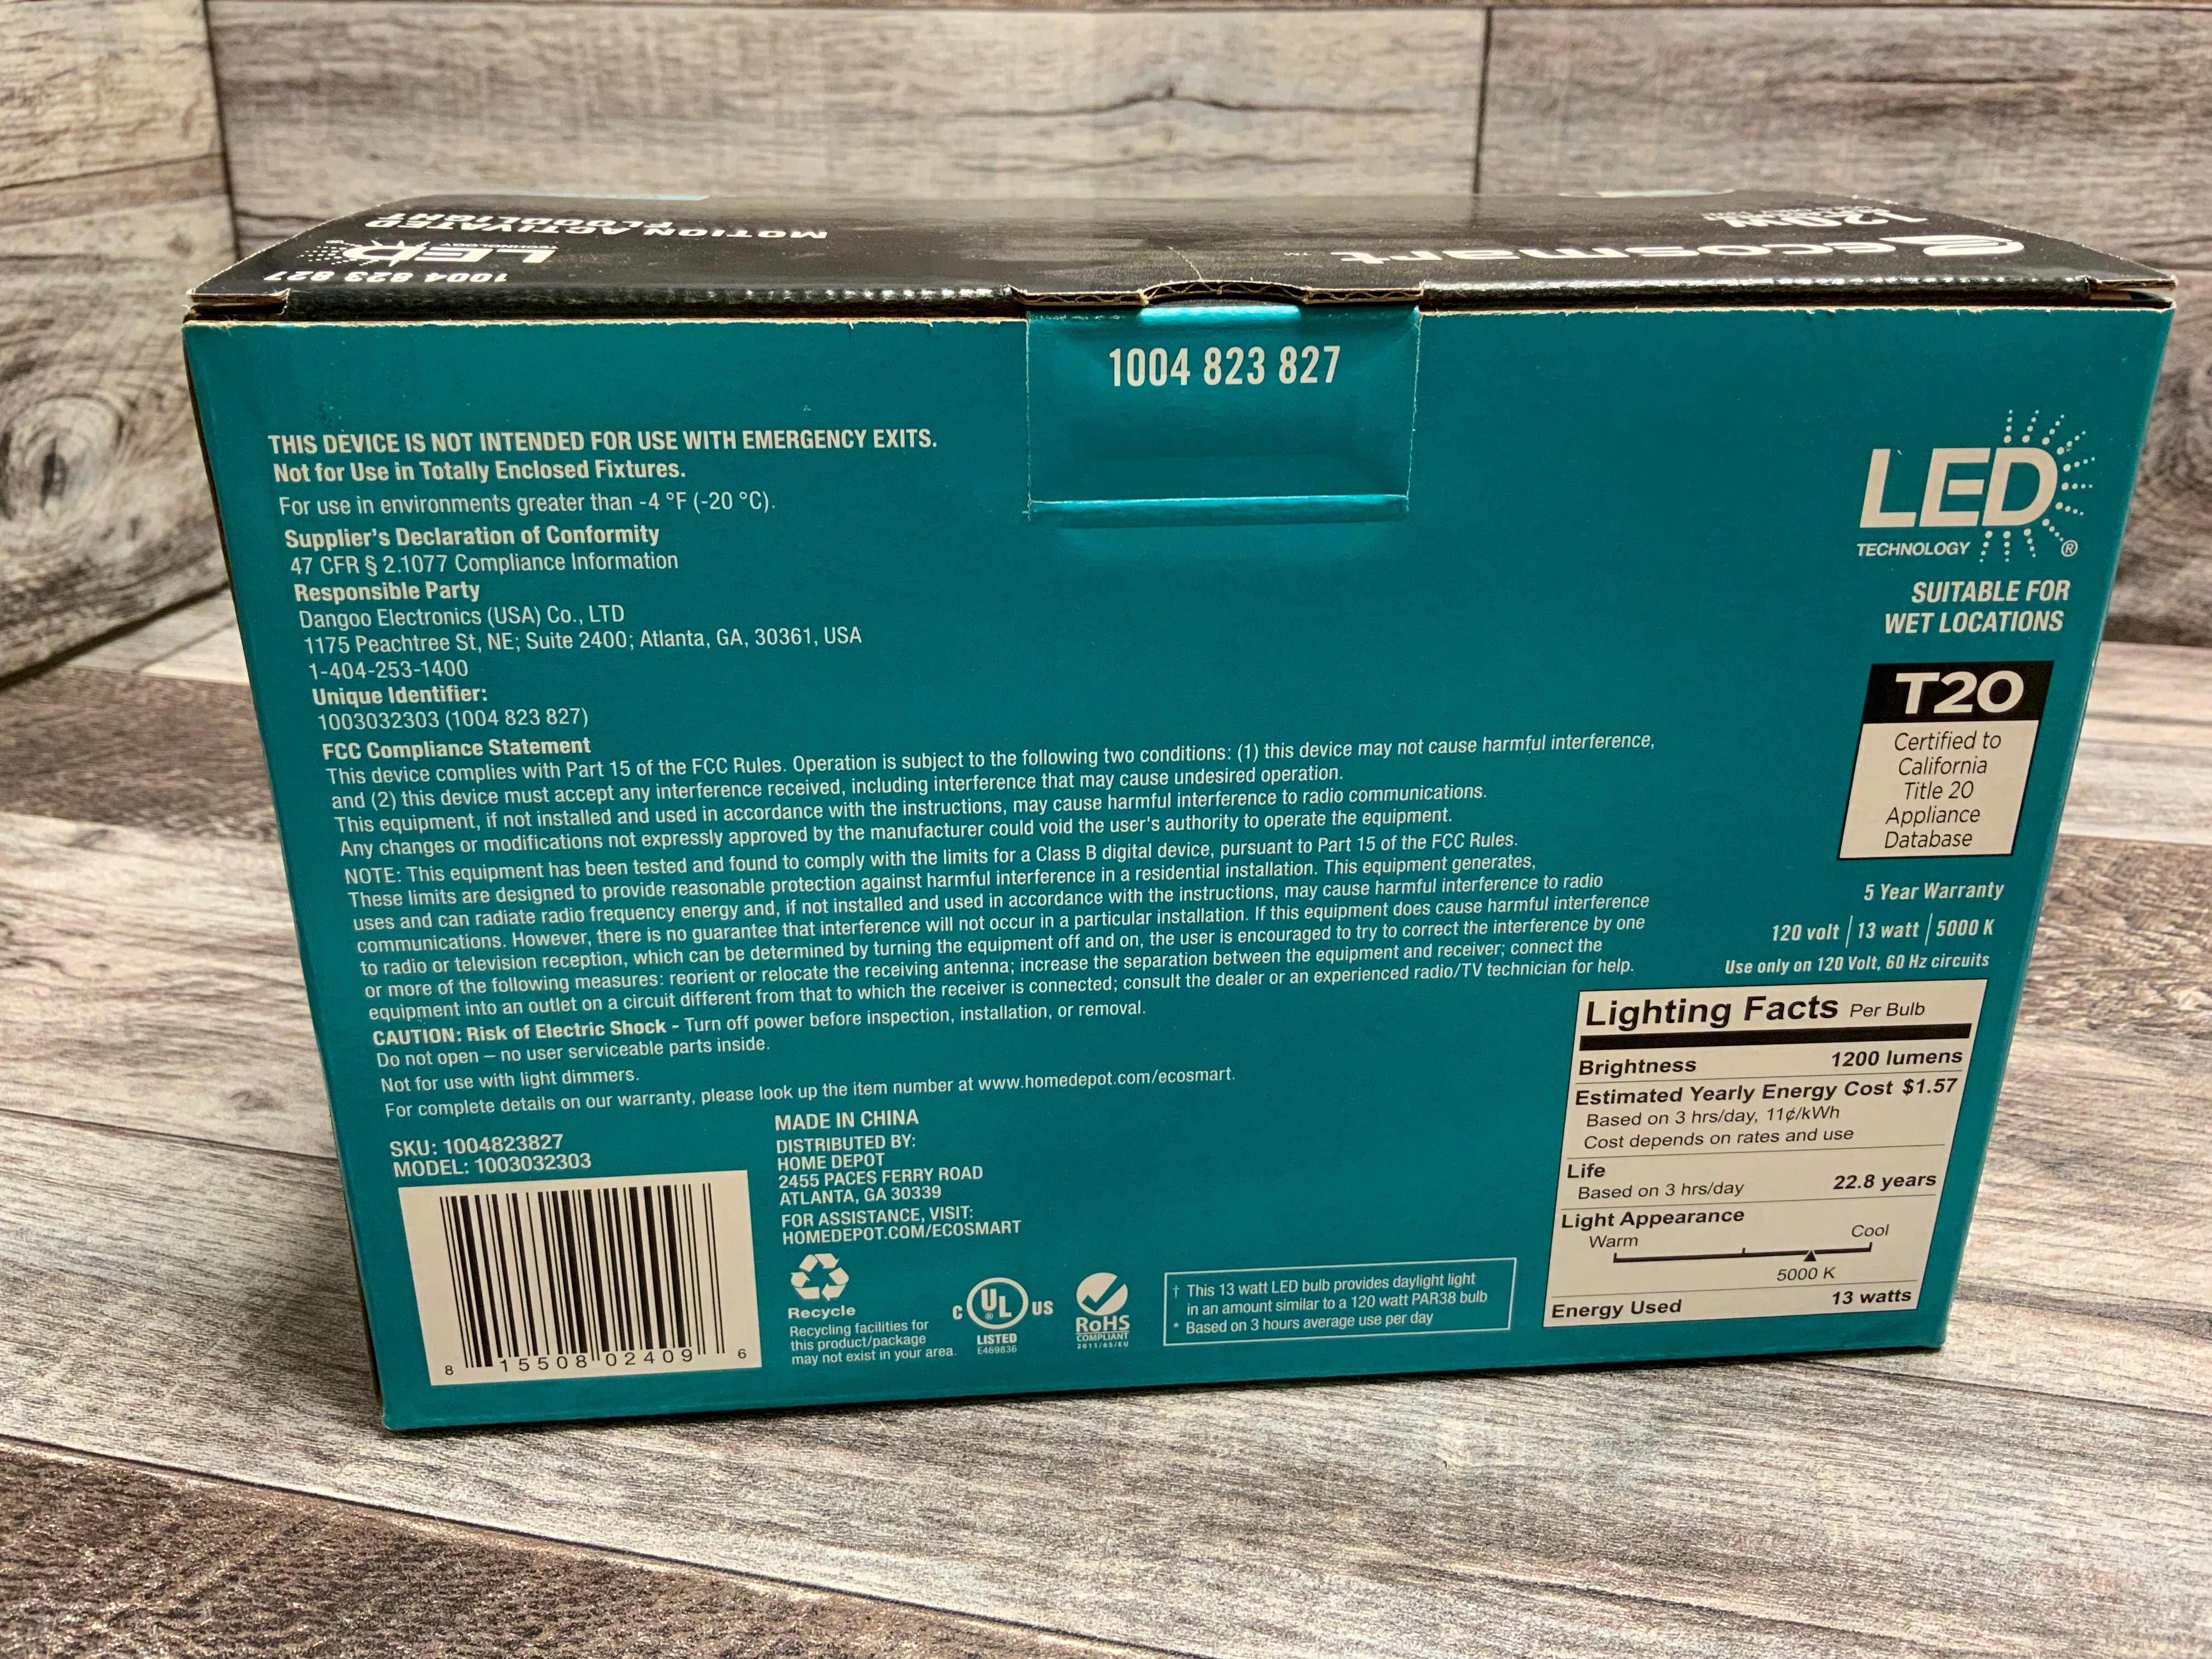 ecosmart™
120W
MOTION ACTIVATED
FLOODLIGHT
LED
TECHNOLOGY
1004 823 827
1004 823 827
THIS DEVICE IS NOT INTENDED FOR USE WITH EMERGENCY EXITS.
Not for Use in Totally Enclosed Fixtures.
For use in environments greater than -4 °F (-20 °C).
Supplier's Declaration of Conformity
47 CFR § 2.1077 Compliance Information
Responsible Party
Dangoo Electronics (USA) Co., LTD
1175 Peachtree St, NE; Suite 2400; Atlanta, GA, 30361, USA
1-404-253-1400
Unique Identifier:
1003032303 (1004 823 827)
FCC Compliance Statement
This device complies with Part 15 of the FCC Rules. Operation is subject to the following two conditions: (1) this device may not cause harmful interference,
and (2) this device must accept any interference received, including interference that may cause undesired operation.
This equipment, if not installed and used in accordance with the instructions, may cause harmful interference to radio communications.
Any changes or modifications not expressly approved by the manufacturer could void the user's authority to operate the equipment.
NOTE: This equipment has been tested and found to comply with the limits for a Class B digital device, pursuant to Part 15 of the FCC Rules.
These limits are designed to provide reasonable protection against harmful interference in a residential installation. This equipment generates,
uses and can radiate radio frequency energy and, if not installed and used in accordance with the instructions, may cause harmful interference to radio
communications. However, there is no guarantee that interference will not occur in a particular installation. If this equipment does cause harmful interference
to radio or television reception, which can be determined by turning the equipment off and on, the user is encouraged to try to correct the interference by one
or more of the following measures: reorient or relocate the receiving antenna; increase the separation between the equipment and receiver; connect the
equipment into an outlet on a circuit different from that to which the receiver is connected; consult the dealer or an experienced radio/TV technician for help.
CAUTION: Risk of Electric Shock - Turn off power before inspection, installation, or removal.
Do not open – no user serviceable parts inside.
Not for use with light dimmers.
For complete details on our warranty, please look up the item number at www.homedepot.com/ecosmart.
SKU: 1004823827
MODEL: 1003032303
8 15508 02409 6
MADE IN CHINA
DISTRIBUTED BY:
HOME DEPOT
2455 PACES FERRY ROAD
ATLANTA, GA 30339
FOR ASSISTANCE, VISIT:
HOMEDEPOT.COM/ECOSMART
Recycle
Recycling facilities for
this product/package
may not exist in your area.
C UL ® US
LISTED
E469836
RoHS
COMPLIANT
2011/65/EU
† This 13 watt LED bulb provides daylight light
in an amount similar to a 120 watt PAR38 bulb
* Based on 3 hours average use per day
LED
TECHNOLOGY ®
SUITABLE FOR
WET LOCATIONS
T20
Certified to
California
Title 20
Appliance
Database
5 Year Warranty
120 volt | 13 watt | 5000 K
Use only on 120 Volt, 60 Hz circuits
Lighting Facts Per Bulb
Brightness 1200 lumens
Estimated Yearly Energy Cost $1.57
Based on 3 hrs/day, 11¢/kWh
Cost depends on rates and use
Life
Based on 3 hrs/day 22.8 years
Light Appearance
Warm Cool
5000 K
Energy Used 13 watts